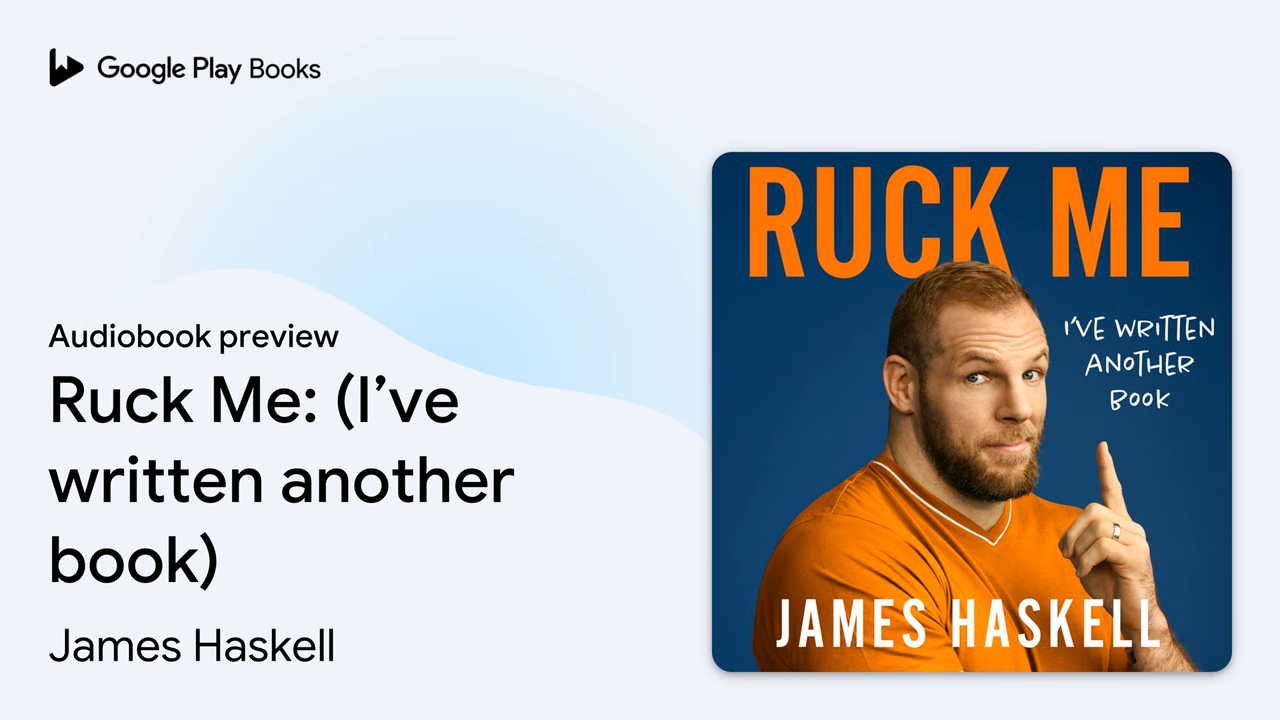 Google Play Books
Audiobook preview
Ruck Me: (I’ve
written another
book)
James Haskell
RUCK ME
I'VE WRITTEN
ANOTHER
BOOK
JAMES HASKELL